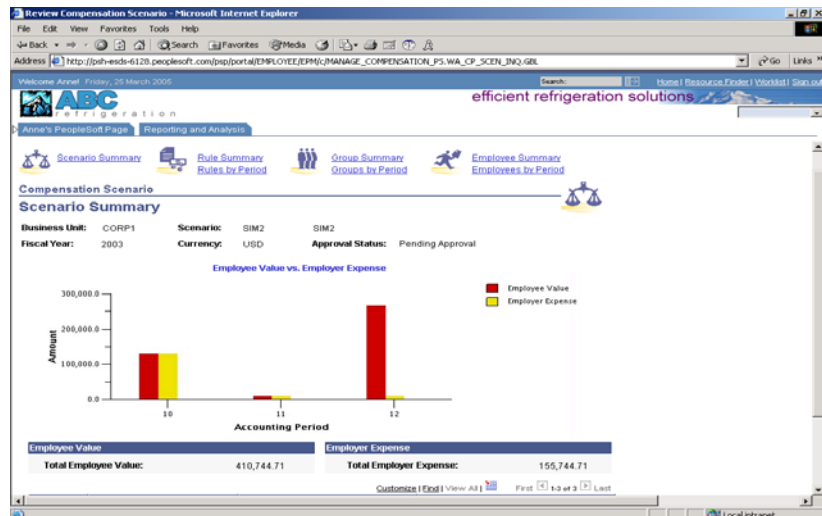 Review Compensation Scenario - Microsoft Internet Explorer
File Edit View Favorites Tools Help
Back Search Favorites Media
Address http://psh-esds-6128.peoplesoft.com/psp/portal/EMPLOYEE/EPM/c/MANAGE_COMPENSATION_PS.WA_CP_SCEN_INQ.GBL Go Links »
Welcome Anne! Friday, 25 March 2005 Search: Home | Resource Finder | Worklist | Sign out
ABC
refrigeration
efficient refrigeration solutions
Anne's PeopleSoft Page Reporting and Analysis
Scenario Summary Rule Summary Group Summary Employee Summary
Rules by Period Groups by Period Employees by Period
Compensation Scenario
Scenario Summary
Business Unit: CORP1 Scenario: SIM2 SIM2
Fiscal Year: 2003 Currency: USD Approval Status: Pending Approval
Employee Value vs. Employer Expense
Employee Value
Employer Expense
300,000.0
200,000.0
100,000.0
0.0
Amount
10 11 12
Accounting Period
Employee Value Employer Expense
Total Employee Value: 410,744.71 Total Employer Expense: 155,744.71
Customize | Find | View All | First 1-3 of 3 Last
Local intranet